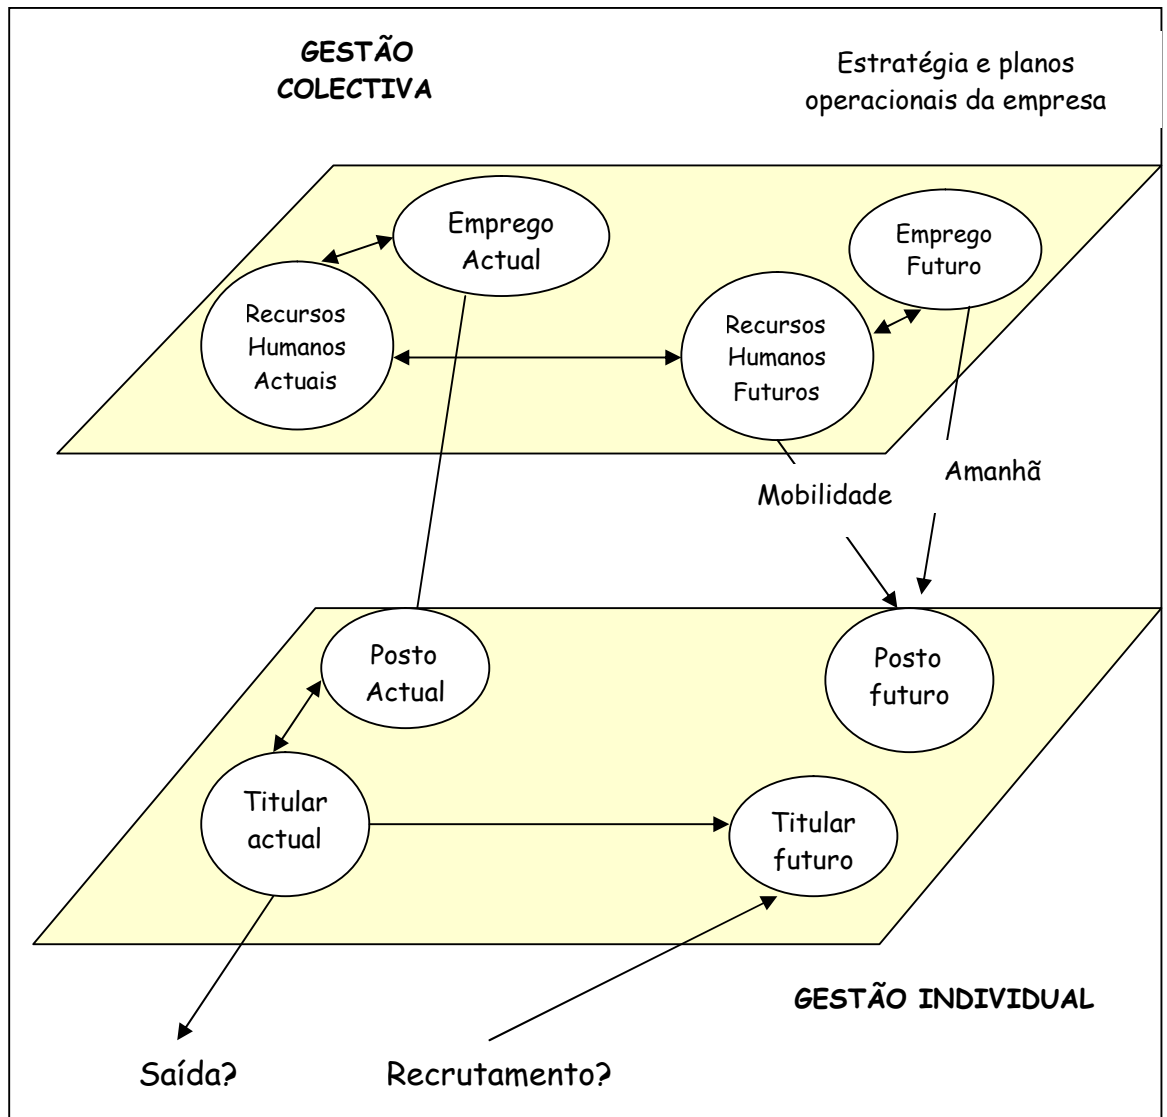 GESTÃO
COLECTIVA
Estratégia e planos
operacionais da empresa
Emprego
Actual
Emprego
Futuro
Recursos
Humanos
Actuais
Recursos
Humanos
Futuros
Amanhã
Mobilidade
Posto
Actual
Posto
futuro
Titular
actual
Titular
futuro
GESTÃO INDIVIDUAL
Saída?
Recrutamento?